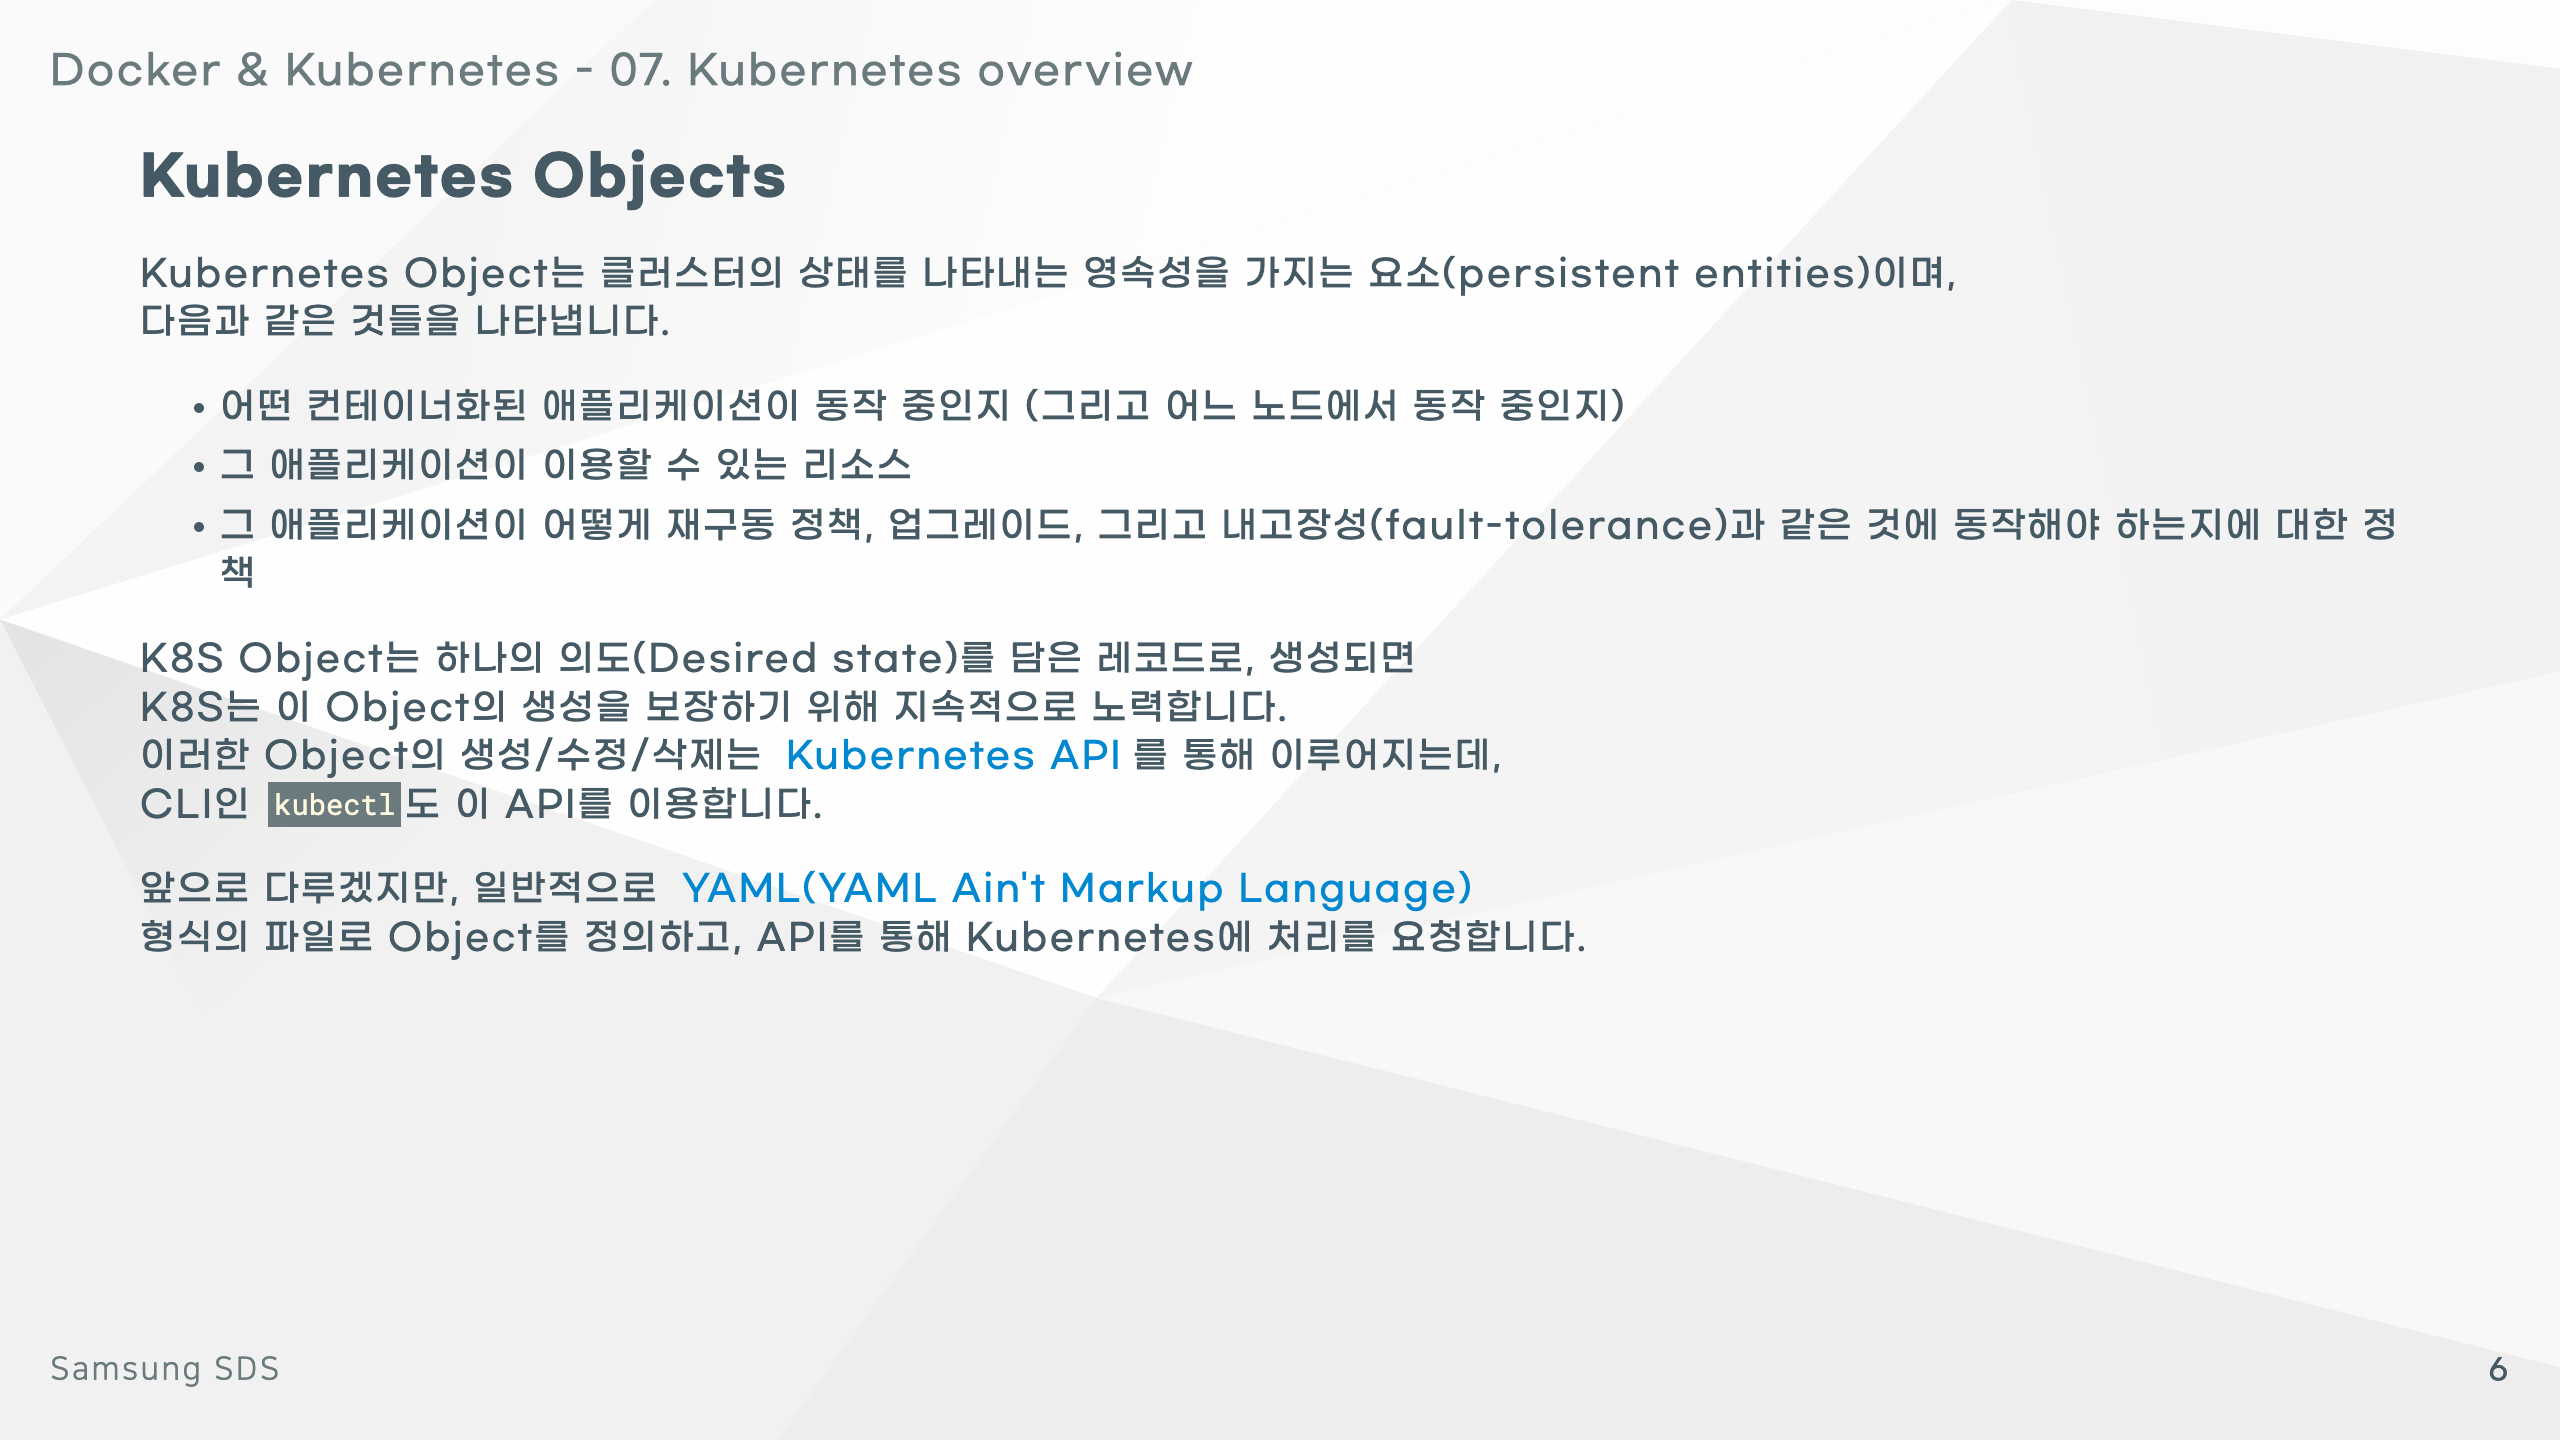 Docker & Kubernetes - 07. Kubernetes overview
Kubernetes Objects
Kubernetes Object는 클러스터의 상태를 나타내는 영속성을 가지는 요소(persistent entities)이며,
다음과 같은 것들을 나타냅니다.
• 어떤 컨테이너화된 애플리케이션이 동작 중인지 (그리고 어느 노드에서 동작 중인지)
• 그 애플리케이션이 이용할 수 있는 리소스
• 그 애플리케이션이 어떻게 재구동 정책, 업그레이드, 그리고 내고장성(fault-tolerance)과 같은 것에 동작해야 하는지에 대한 정
책
K8S Object는 하나의 의도(Desired state)를 담은 레코드로, 생성되면
K8S는 이 Object의 생성을 보장하기 위해 지속적으로 노력합니다.
이러한 Object의 생성/수정/삭제는 Kubernetes API 를 통해 이루어지는데,
CLI인 kubectl도 이 API를 이용합니다.
앞으로 다루겠지만, 일반적으로 YAML(YAML Ain't Markup Language)
형식의 파일로 Object를 정의하고, API를 통해 Kubernetes에 처리를 요청합니다.
Samsung SDS
6